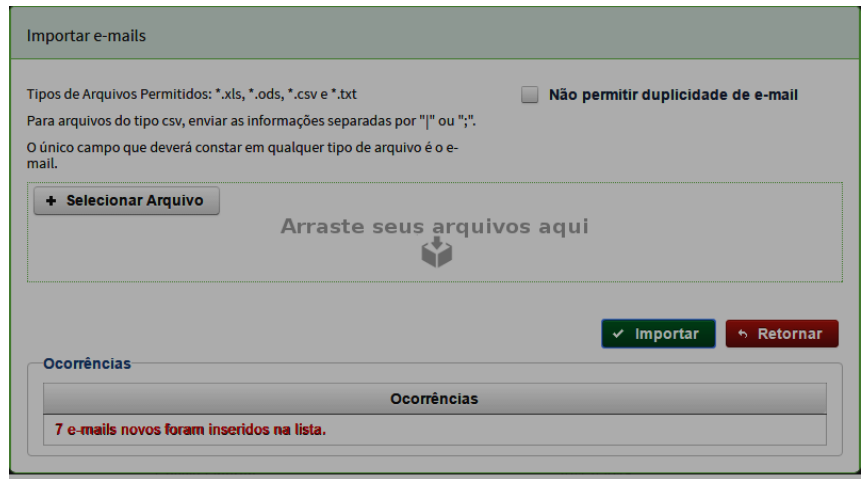 Importar e-mails
Tipos de Arquivos Permitidos: *.xls, *.ods, *.csv e *.txt
Não permitir duplicidade de e-mail
Para arquivos do tipo csv, enviar as informações separadas por "|" ou ";".
O único campo que deverá constar em qualquer tipo de arquivo é o e-
mail.
Selecionar Arquivo
Arraste seus arquivos aqui
Importar
Retornar
Ocorrências
Ocorrências
7 e-mails novos foram inseridos na lista.